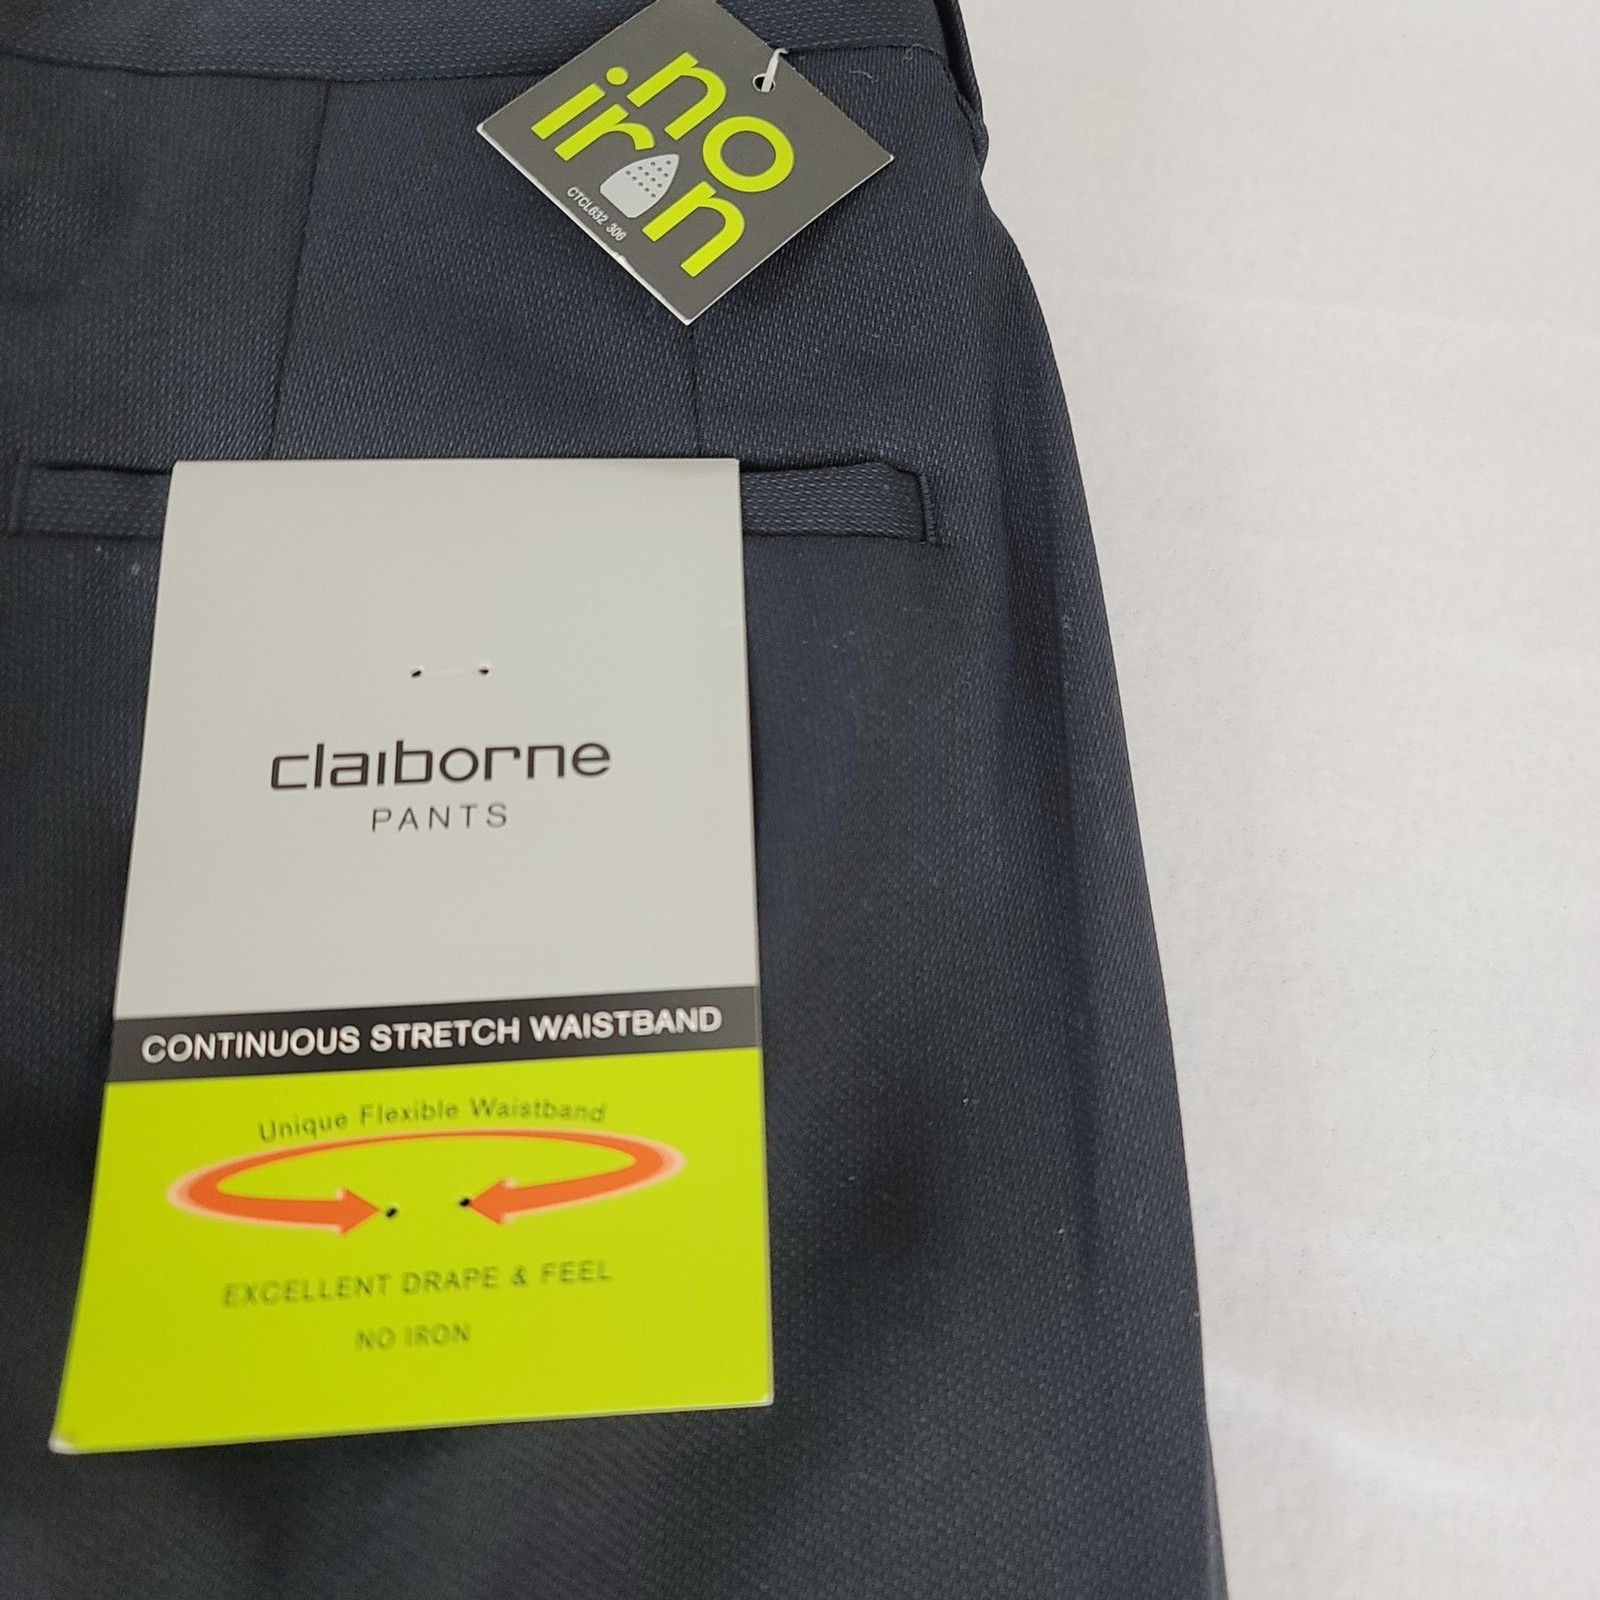 no
iron
CTCL632 306
claiborne
PANTS
CONTINUOUS STRETCH WAISTBAND
Unique Flexible Waistband
EXCELLENT DRAPE & FEEL
NO IRON